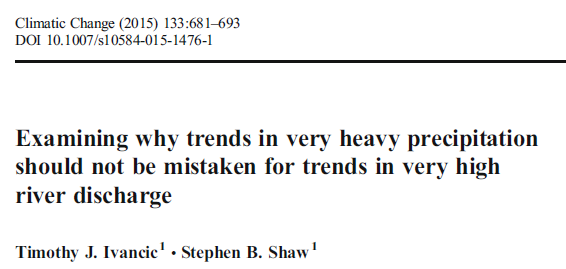 Climatic Change (2015) 133:681–693
DOI 10.1007/s10584-015-1476-1
Examining why trends in very heavy precipitation
should not be mistaken for trends in very high
river discharge
Timothy J. Ivancic1 • Stephen B. Shaw1